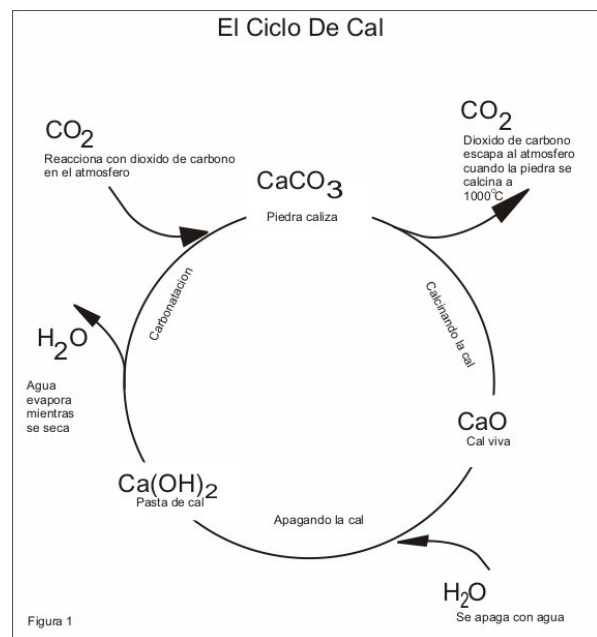 El Ciclo De Cal
CO₂
Reacciona con dioxido de carbono
en el atmosfero
CO₂
Dioxido de carbono
escapa al atmosfero
cuando la piedra se
calcina a
1000°C
CaCO₃
Piedra caliza
Carbonatacion
Calcinando la cal
H₂O
Agua
evapora
mientras
se seca
CaO
Cal viva
Ca(OH)₂
Pasta de cal
Apagando la cal
H₂O
Se apaga con agua
Figura 1